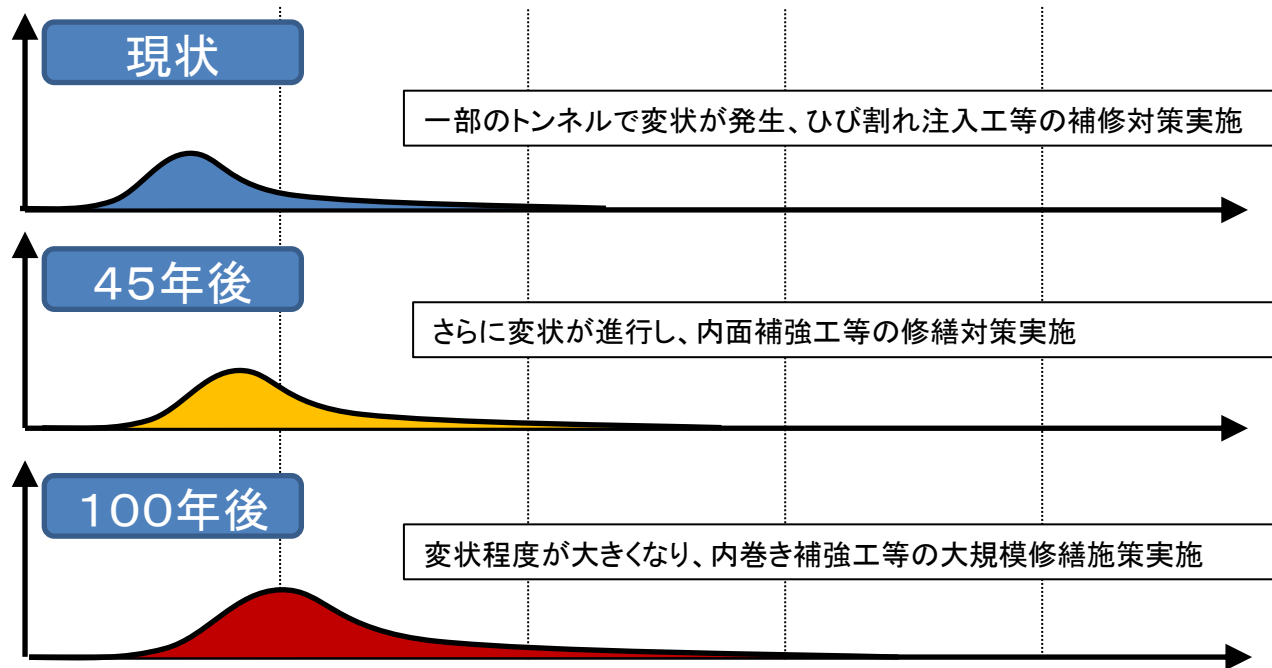 現状
一部のトンネルで変状が発生、ひび割れ注入工等の補修対策実施
４５年後
さらに変状が進行し、内面補強工等の修繕対策実施
１００年後
変状程度が大きくなり、内巻き補強工等の大規模修繕施策実施